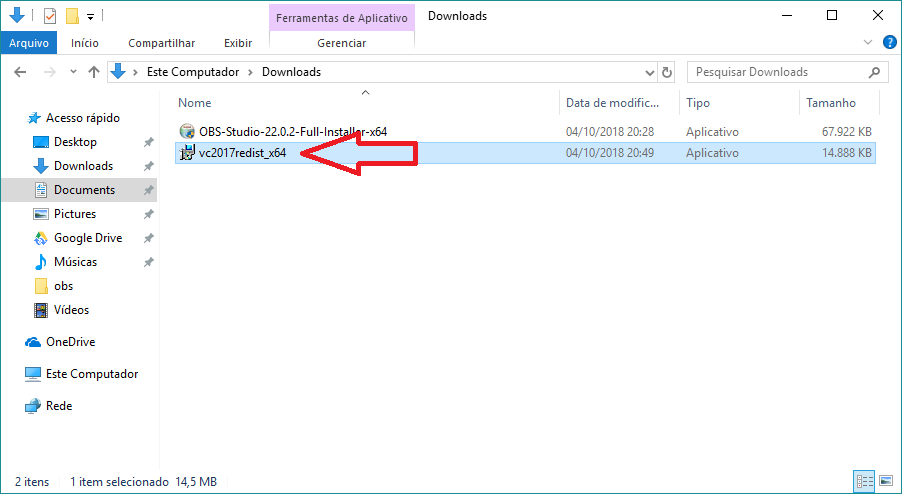 Ferramentas de Aplicativo Downloads
Arquivo Início Compartilhar Exibir Gerenciar
Este Computador Downloads Pesquisar Downloads
Nome Data de modific... Tipo Tamanho
OBS-Studio-22.0.2-Full-Installer-x64 04/10/2018 20:28 Aplicativo 67.922 KB
vc2017redist_x64 04/10/2018 20:49 Aplicativo 14.888 KB
Acesso rápido
Desktop
Downloads
Documents
Pictures
Google Drive
Músicas
obs
Vídeos
OneDrive
Este Computador
Rede
2 itens 1 item selecionado 14,5 MB